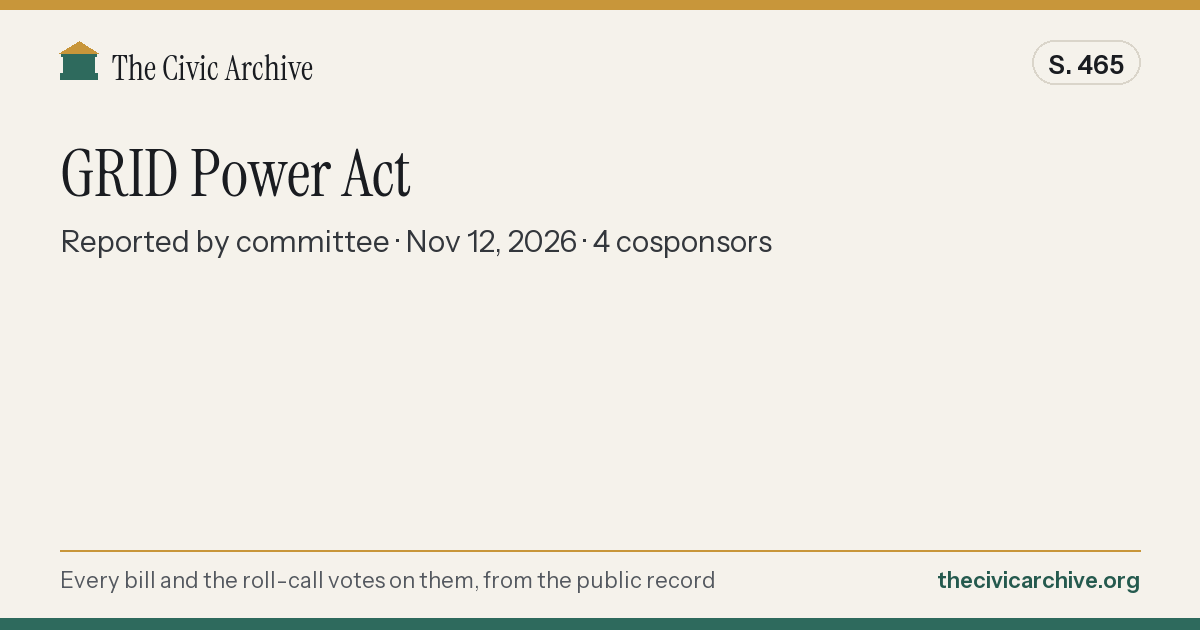 The Civic Archive
S. 465
GRID Power Act
Reported by committee · Nov 12, 2026 · 4 cosponsors
Every bill and the roll-call votes on them, from the public record
thecivicarchive.org